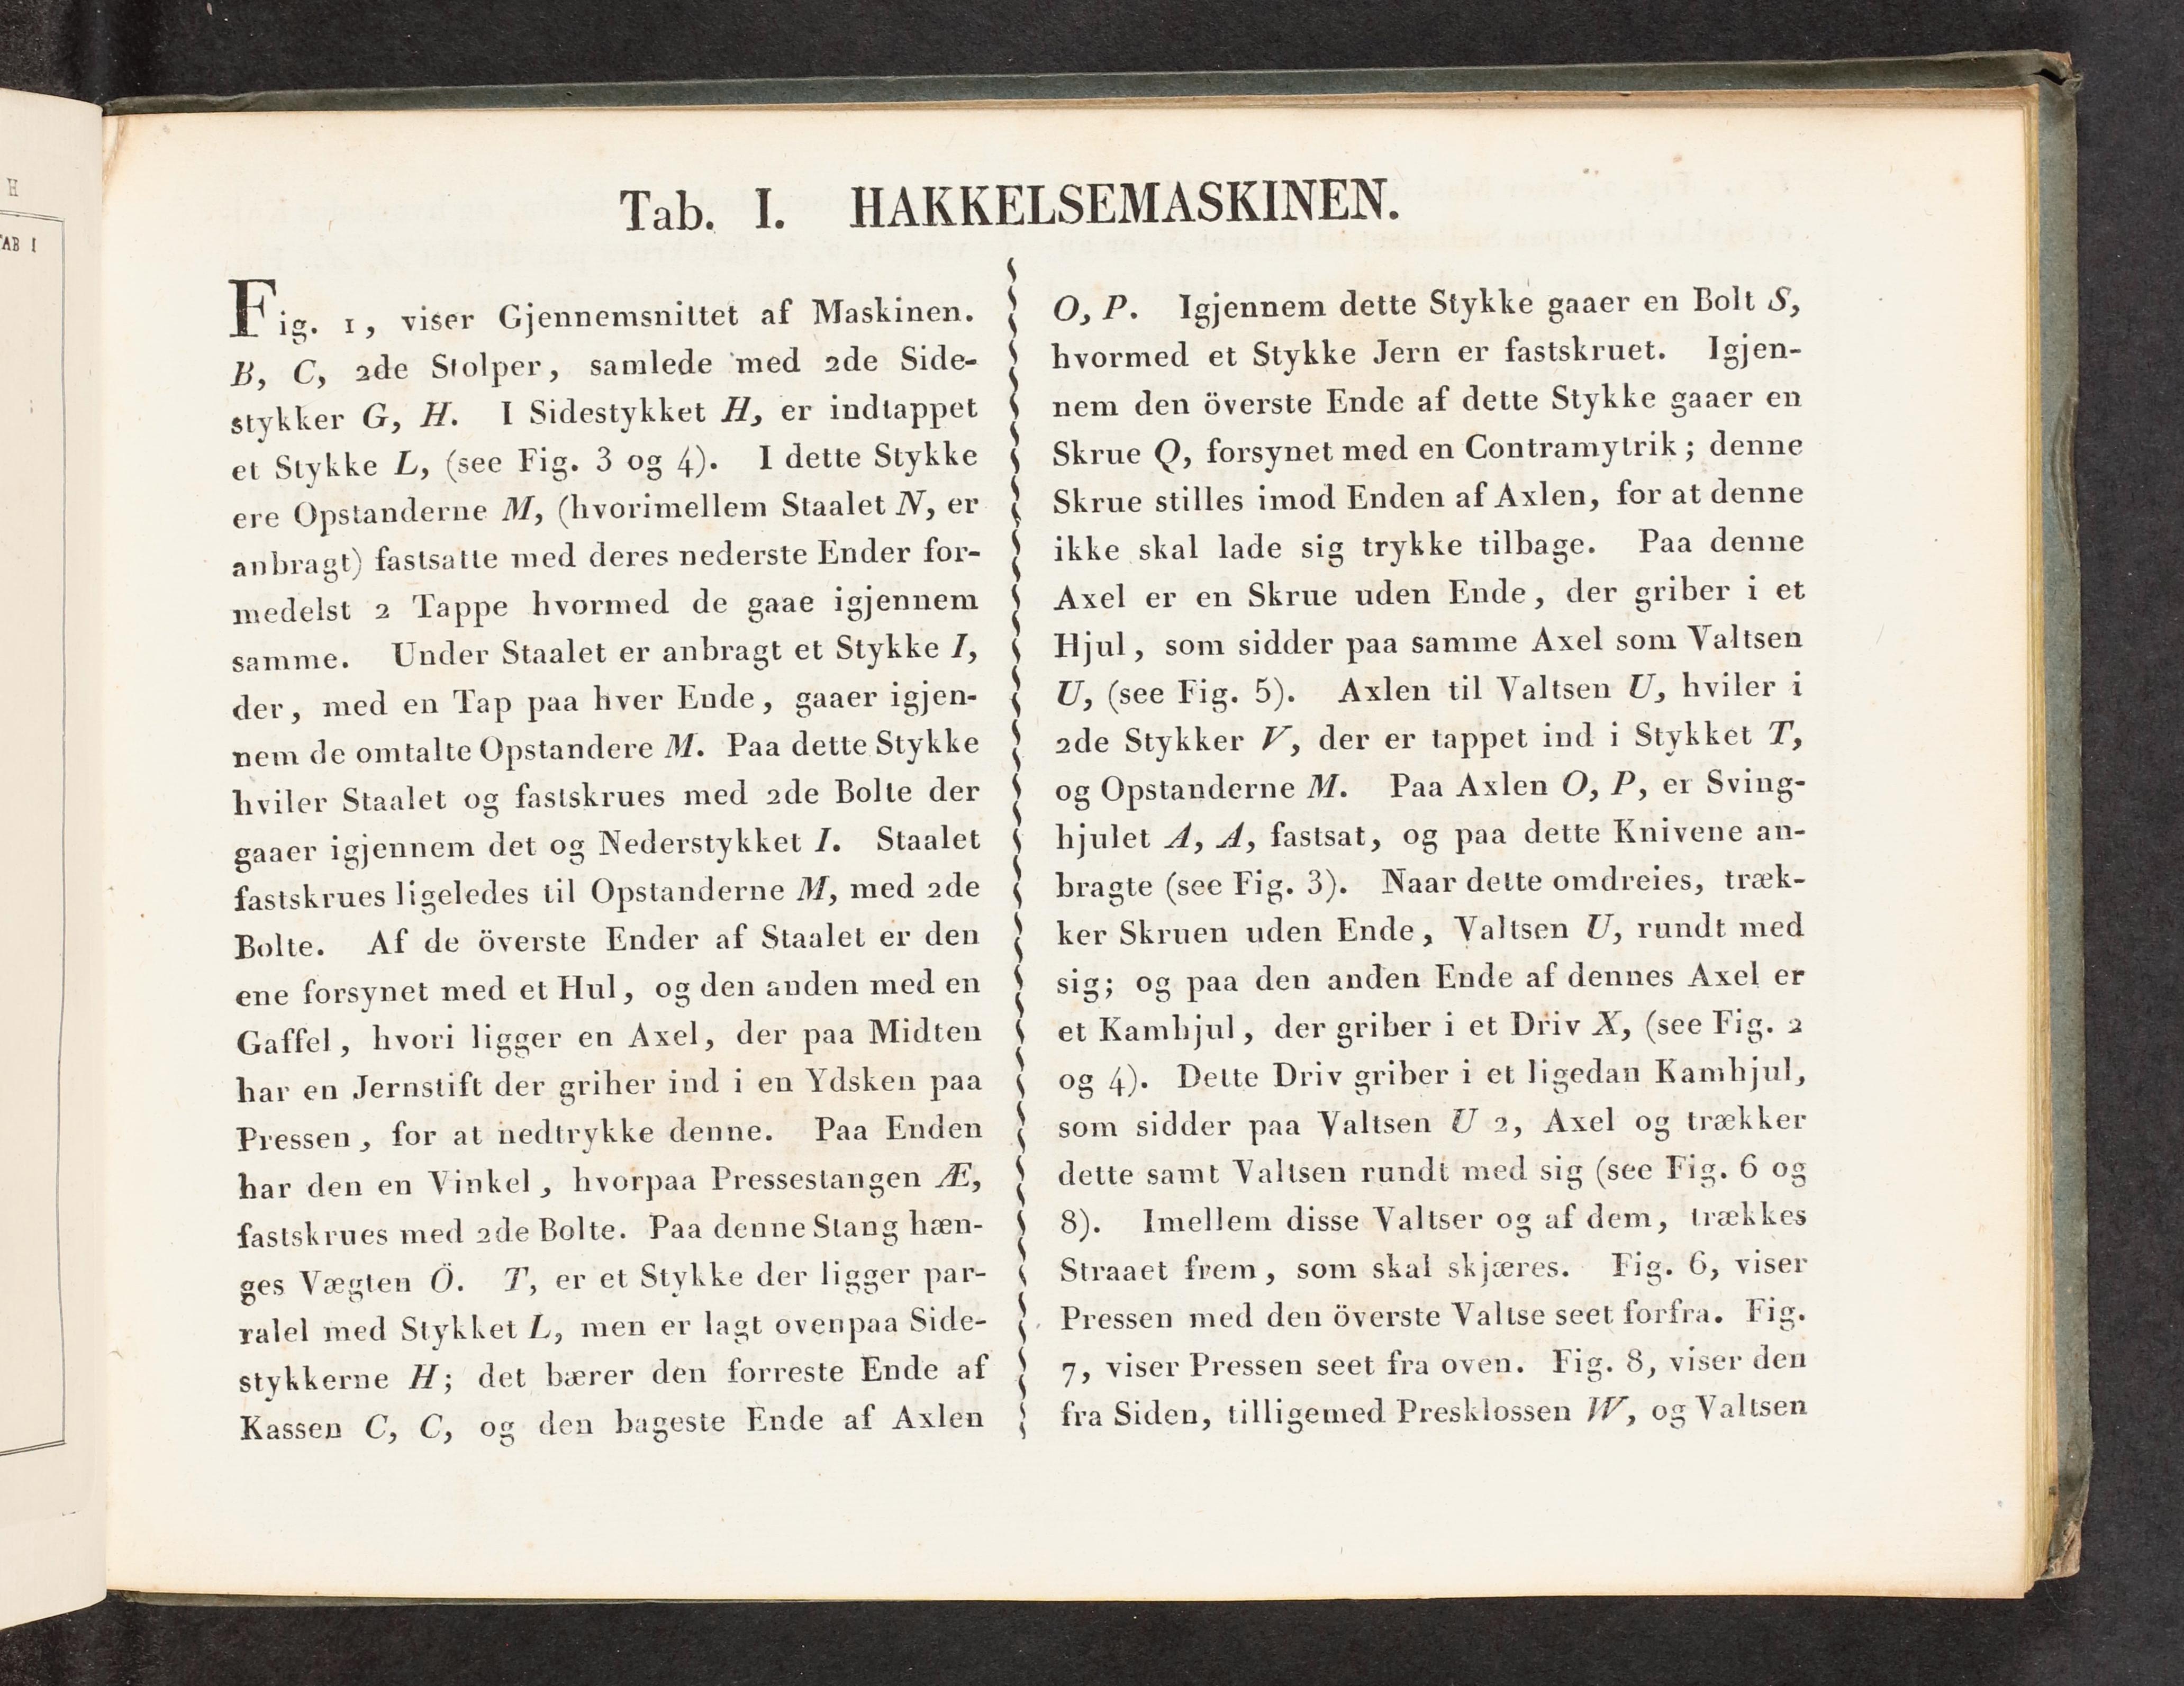 H
TAB I
Tab. I. HAKKELSEMASKINEN.
Fig. 1, viser Gjennemsnittet af Maskinen.
B, C, 2de Stolper, samlede med 2de Side-
stykker G, H. I Sidestykket H, er indtappet
et Stykke L, (see Fig. 3 og 4). I dette Stykke
ere Opstanderne M, (hvorimellem Staalet N, er
anbragt) fastsatte med deres nederste Ender for-
medelst 2 Tappe hvormed de gaae igjennem
samme. Under Staalet er anbragt et Stykke I,
der, med en Tap paa hver Ende, gaaer igjen-
nem de omtalte Opstandere M. Paa dette Stykke
hviler Staalet og fastskrues med 2de Bolte der
gaaer igjennem det og Nederstykket I. Staalet
fastskrues ligeledes til Opstanderne M, med 2de
Bolte. Af de överste Ender af Staalet er den
ene forsynet med et Hul, og den anden med en
Gaffel, hvori ligger en Axel, der paa Midten
har en Jernstift der griher ind i en Ydsken paa
Pressen, for at nedtrykke denne. Paa Enden
har den en Vinkel, hvorpaa Pressestangen Æ,
fastskrues med 2de Bolte. Paa denne Stang hæn-
ges Vægten Ö. T, er et Stykke der ligger par-
ralel med Stykket L, men er lagt ovenpaa Side-
stykkerne H; det bærer den forreste Ende af
Kassen C, C, og den bageste Ende af Axlen
O, P. Igjennem dette Stykke gaaer en Bolt S,
hvormed et Stykke Jern er fastskruet. Igjen-
nem den överste Ende af dette Stykke gaaer en
Skrue Q, forsynet med en Contramytrik; denne
Skrue stilles imod Enden af Axlen, for at denne
ikke skal lade sig trykke tilbage. Paa denne
Axel er en Skrue uden Ende, der griber i et
Hjul, som sidder paa samme Axel som Valtsen
U, (see Fig. 5). Axlen til Valtsen U, hviler i
2de Stykker V, der er tappet ind i Stykket T,
og Opstanderne M. Paa Axlen O, P, er Sving-
hjulet A, A, fastsat, og paa dette Knivene an-
bragte (see Fig. 3). Naar dette omdreies, træk-
ker Skruen uden Ende, Valtsen U, rundt med
sig; og paa den anden Ende af dennes Axel er
et Kamhjul, der griber i et Driv X, (see Fig. 2
og 4). Dette Driv griber i et ligedan Kamhjul,
som sidder paa Valtsen U 2, Axel og trækker
dette samt Valtsen rundt med sig (see Fig. 6 og
8). Imellem disse Valtser og af dem, trækkes
Straaet frem, som skal skjæres. Fig. 6, viser
Pressen med den överste Valtse seet forfra. Fig.
7, viser Pressen seet fra oven. Fig. 8, viser den
fra Siden, tilligemed Presklossen W, og Valtsen